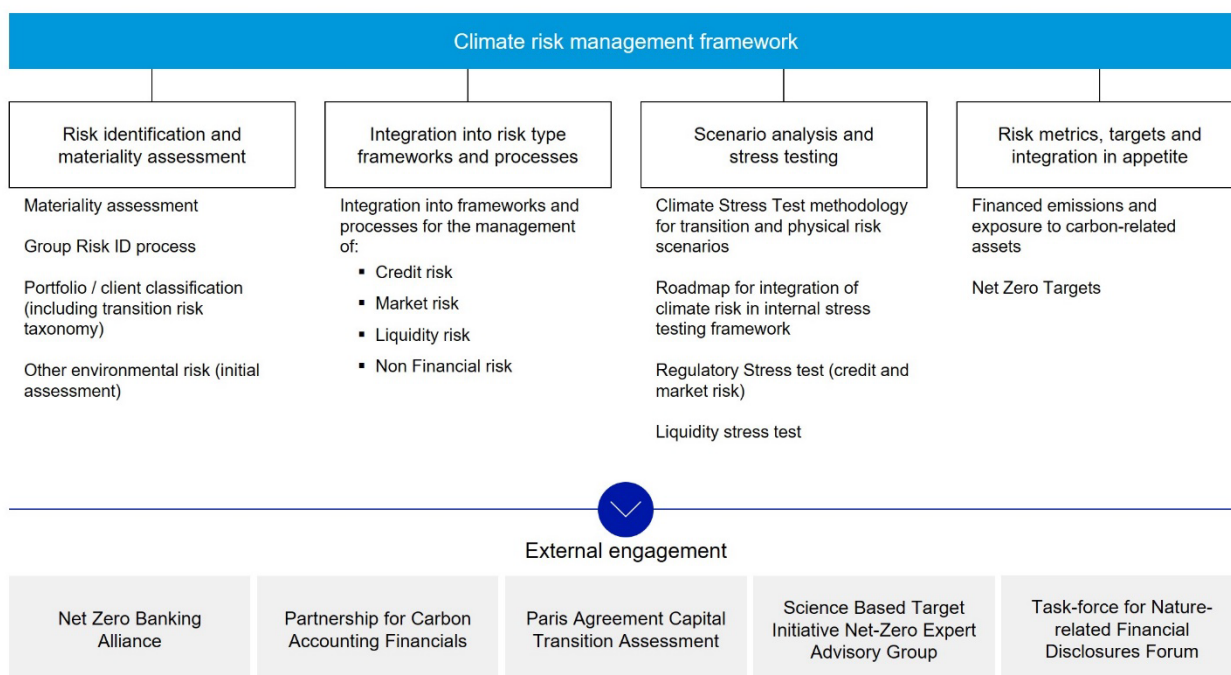 Climate risk management framework
Risk identification and
materiality assessment
Materiality assessment
Group Risk ID process
Portfolio / client classification
(including transition risk
taxonomy)
Other environmental risk (initial
assessment)
Integration into risk type
frameworks and processes
Integration into frameworks and
processes for the management
of:
▪ Credit risk
▪ Market risk
▪ Liquidity risk
▪ Non Financial risk
Scenario analysis and
stress testing
Climate Stress Test methodology
for transition and physical risk
scenarios
Roadmap for integration of
climate risk in internal stress
testing framework
Regulatory Stress test (credit and
market risk)
Liquidity stress test
Risk metrics, targets and
integration in appetite
Financed emissions and
exposure to carbon-related
assets
Net Zero Targets
External engagement
Net Zero Banking
Alliance
Partnership for Carbon
Accounting Financials
Paris Agreement Capital
Transition Assessment
Science Based Target
Initiative Net-Zero Expert
Advisory Group
Task-force for Nature-
related Financial
Disclosures Forum